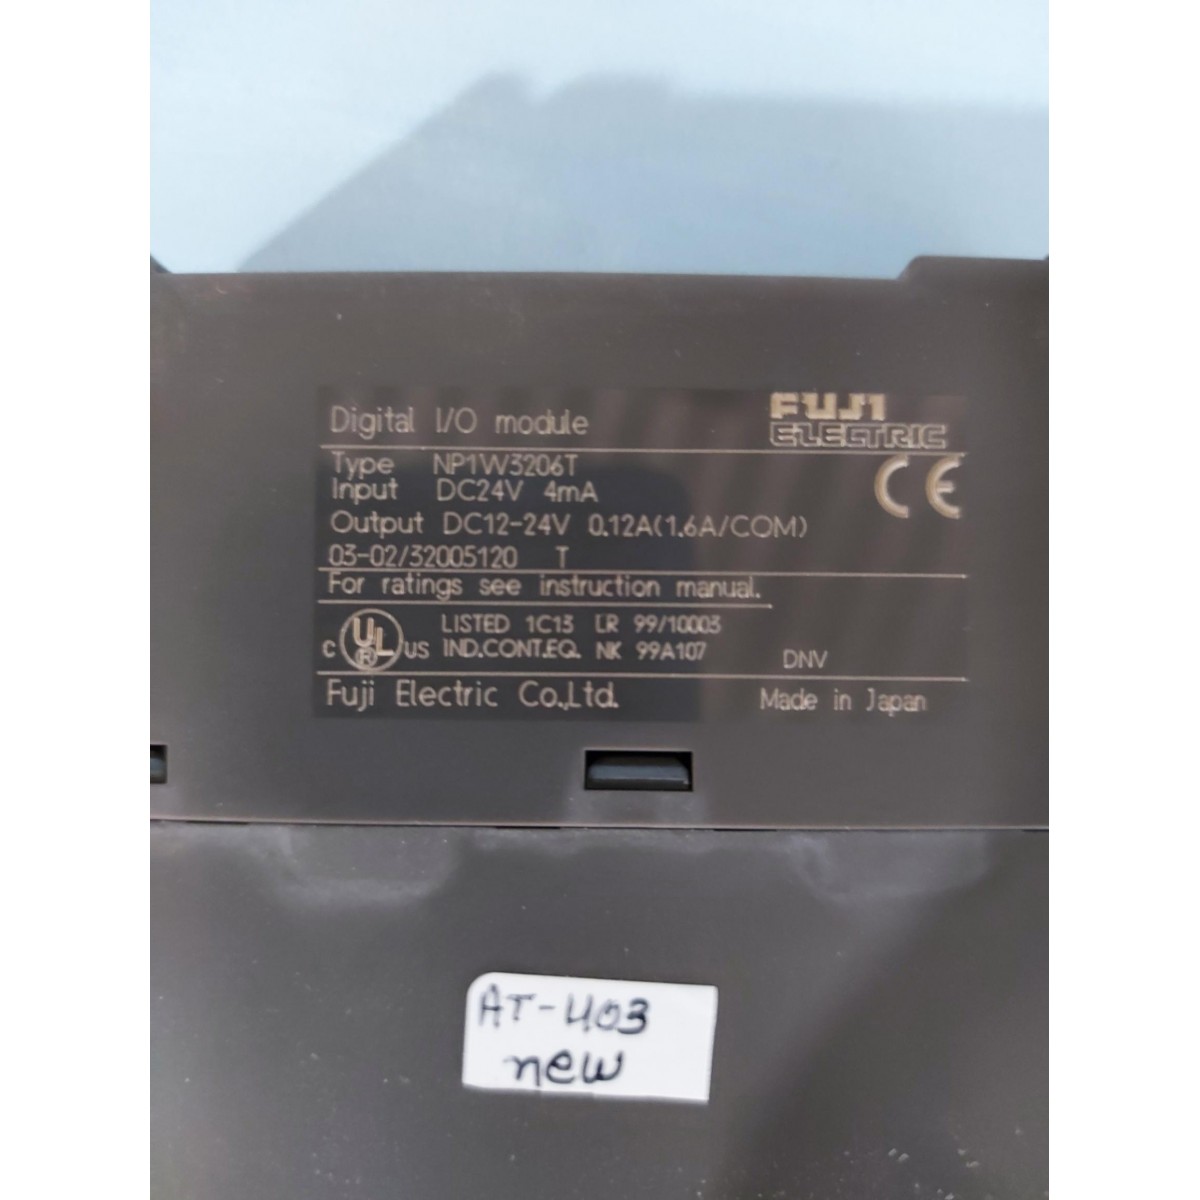 Digital I/O module
FUJI
ELECTRIC
Type NP1W3206T
CE
Input DC24V 4mA
Output DC12-24V 0.12A(1.6A/COM)
03-02/32005120 T
For ratings see instruction manual.
LISTED 1C13 LR 99/10003
c UL® US IND.CONT.EQ. NK 99A107
DNV
Fuji Electric Co.,Ltd. Made in Japan
AT-403
new